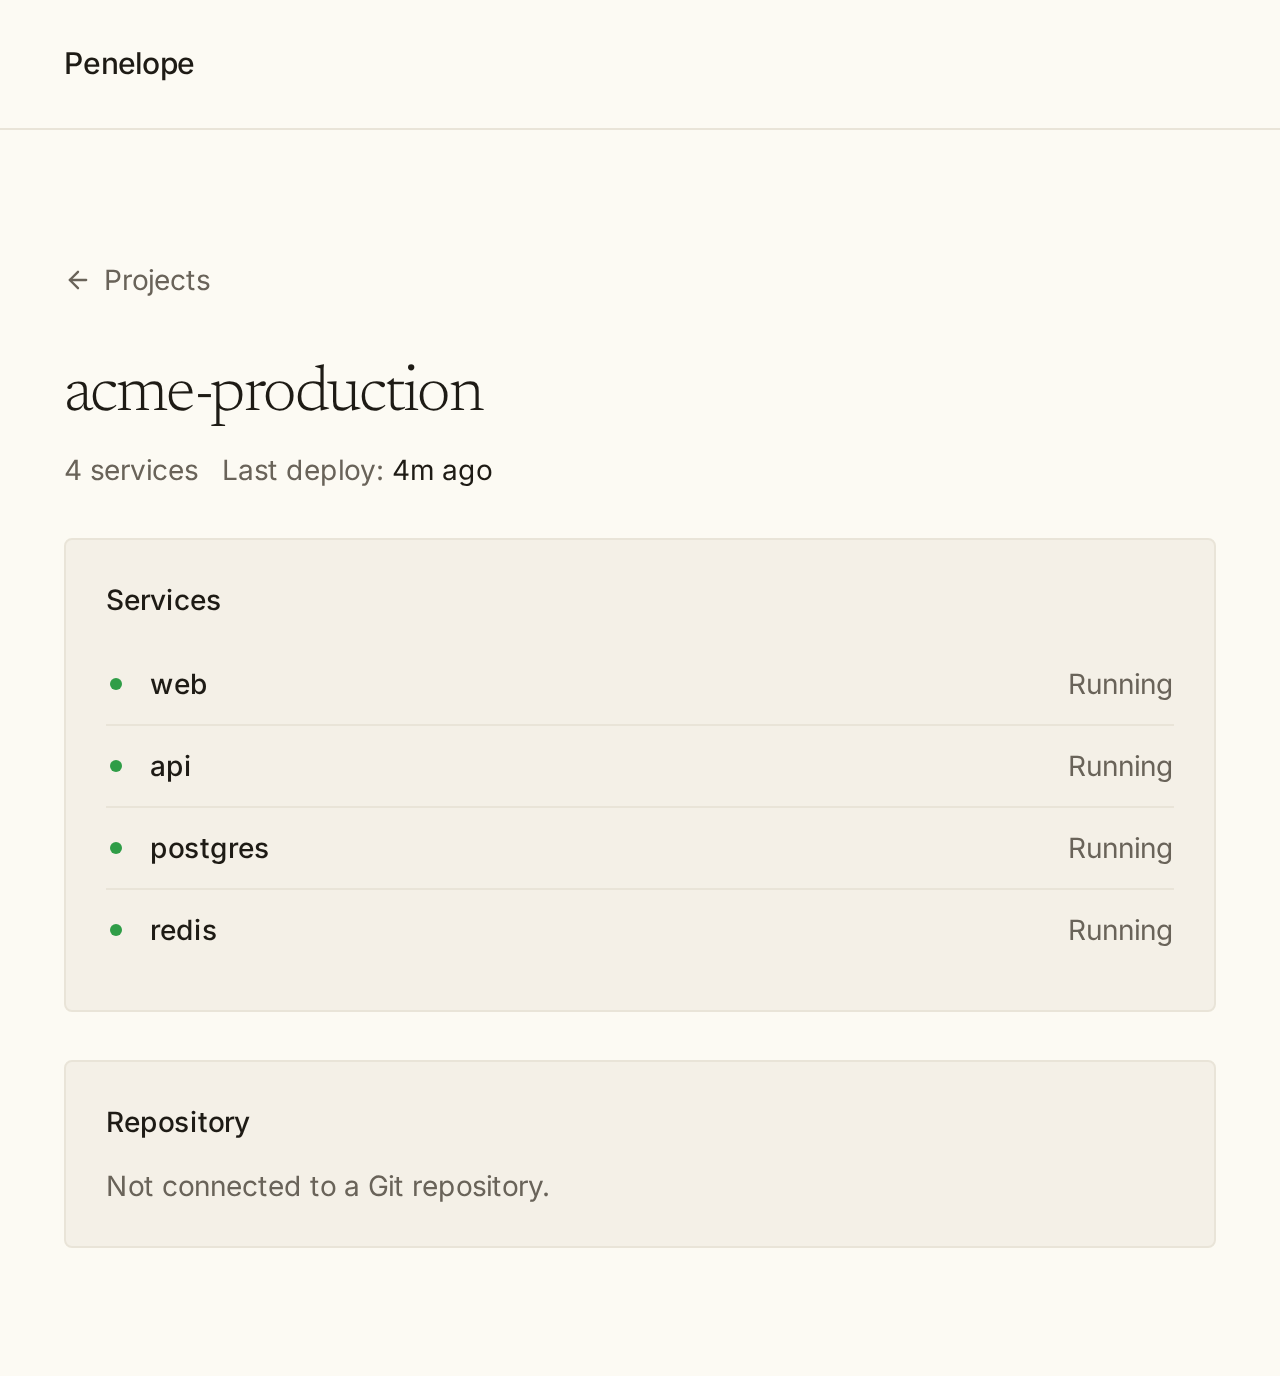 Penelope
← Projects
acme-production
4 services Last deploy: 4m ago
Services
web Running
api Running
postgres Running
redis Running
Repository
Not connected to a Git repository.